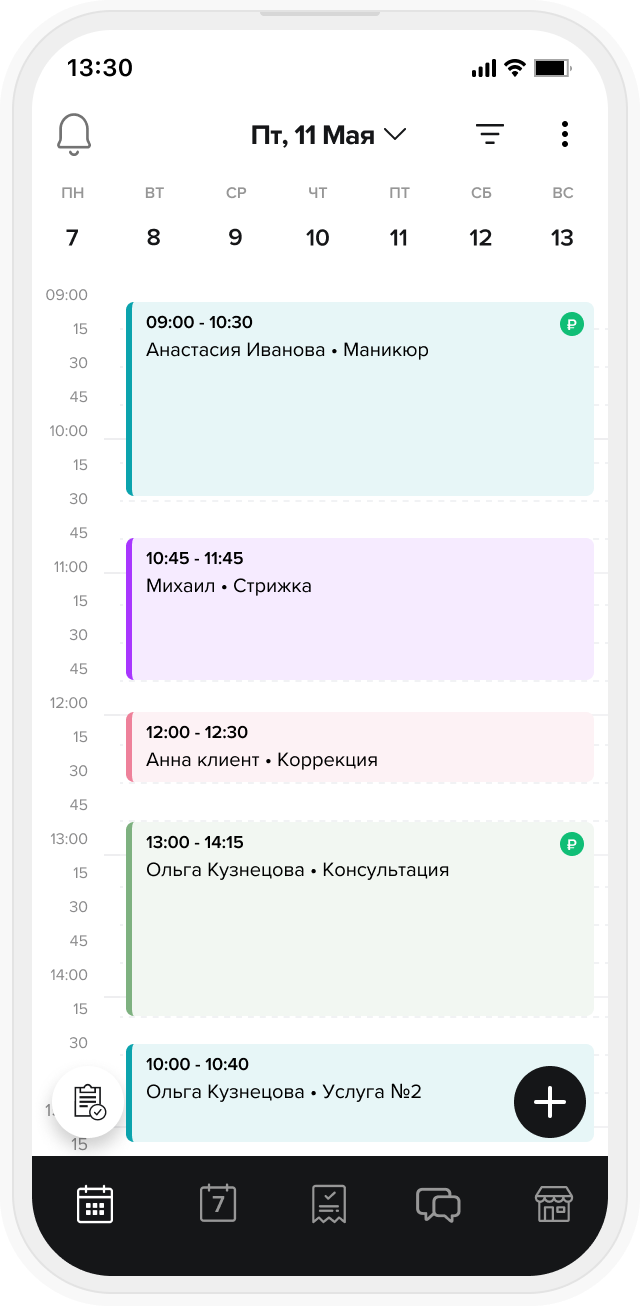 13:30
Пт, 11 Мая
ПН ВТ СР ЧТ ПТ СБ ВС
7 8 9 10 11 12 13
09:00
09:00 - 10:30 ₽
15
Анастасия Иванова • Маникюр
30
45
10:00
15
30
45
10:45 - 11:45
11:00
Михаил • Стрижка
15
30
45
12:00
12:00 - 12:30
15
Анна клиент • Коррекция
30
45
13:00
13:00 - 14:15 ₽
15
Ольга Кузнецова • Консультация
30
45
14:00
15
30
10:00 - 10:40
Ольга Кузнецова • Услуга №2
15
7